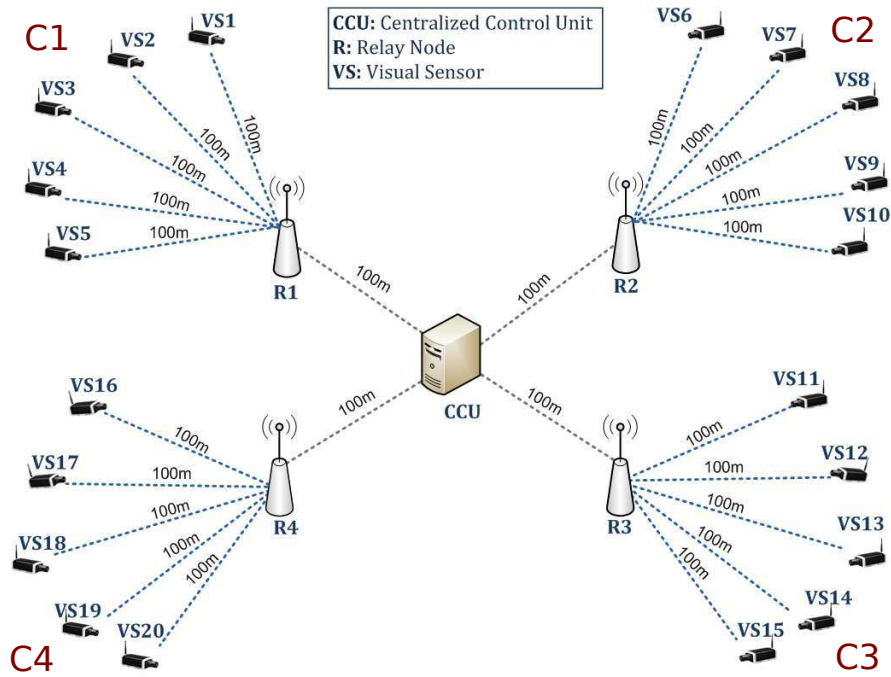 C1
VS1
VS2
VS3
VS4
VS5
100m
100m
100m
100m
100m
R1
CCU: Centralized Control Unit
R: Relay Node
VS: Visual Sensor
C2
VS6
VS7
VS8
VS9
VS10
100m
100m
100m
100m
100m
R2
100m
100m
100m
100m
CCU
VS16
VS17
VS18
VS19
VS20
100m
100m
100m
100m
100m
R4
C4
VS11
VS12
VS13
VS14
VS15
100m
100m
100m
100m
100m
R3
C3